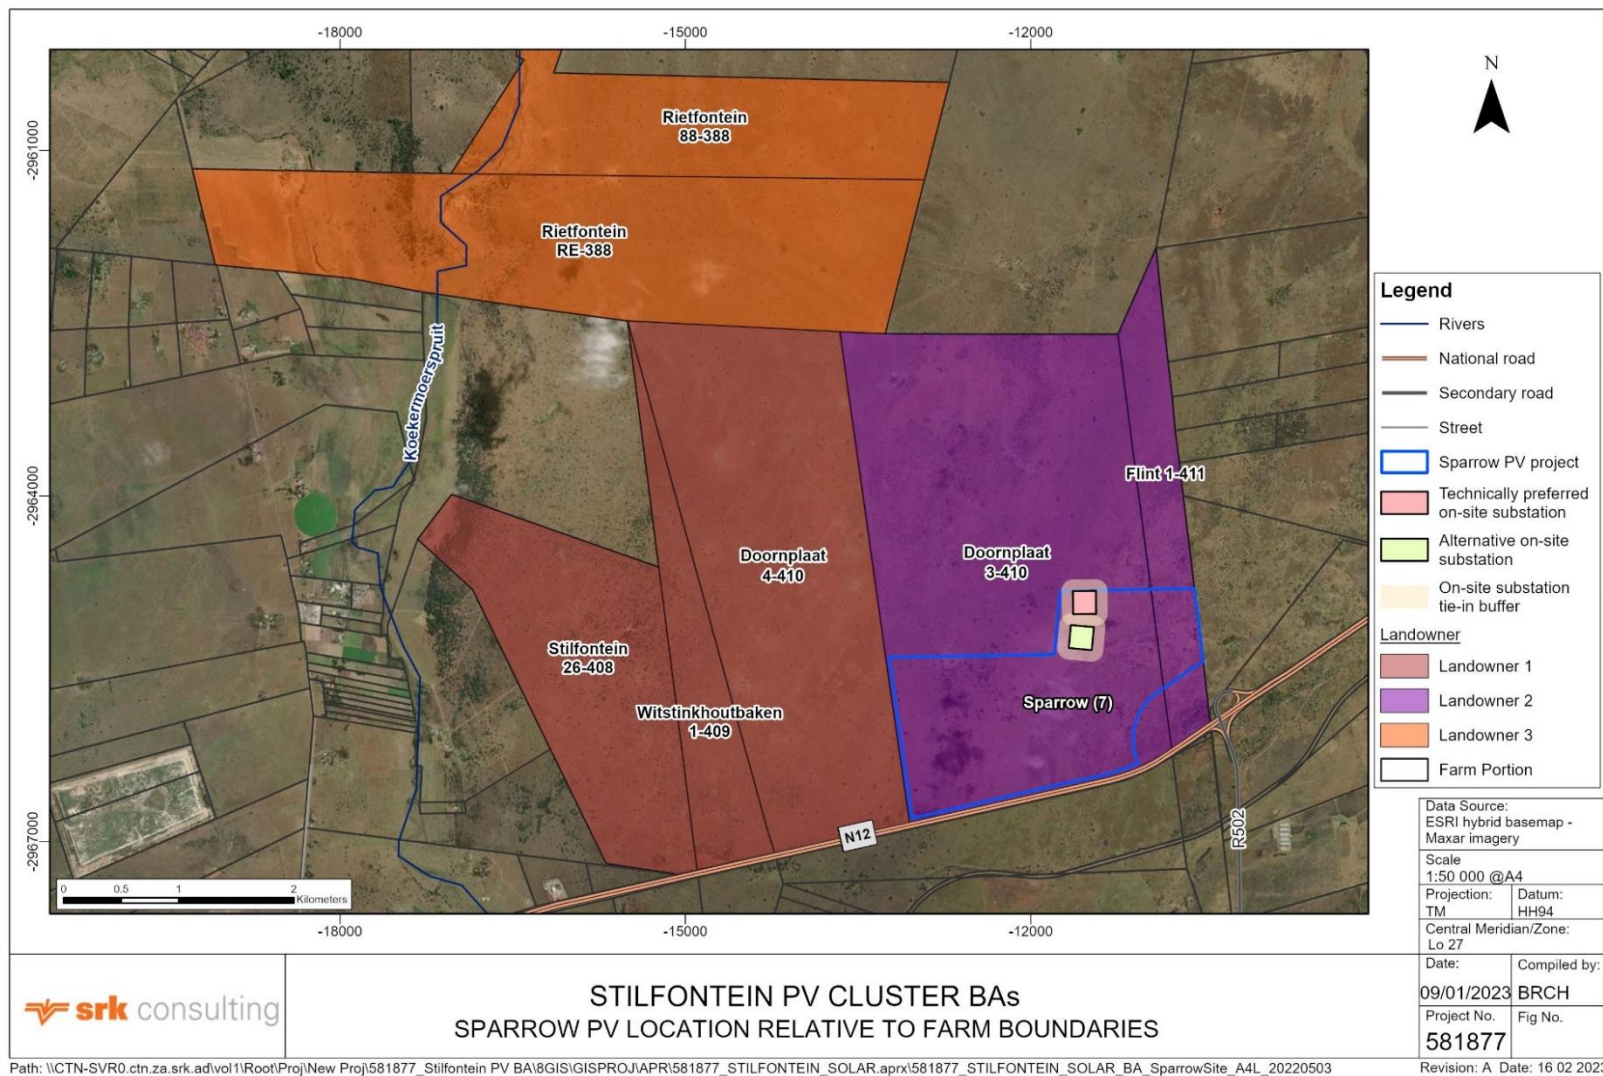 -18000
-15000
-12000
-2961000
-2964000
-2967000
Rietfontein
88-388
Rietfontein
RE-388
Koekermoerspruit
Flint 1-411
Doornplaat
4-410
Doornplaat
3-410
Stilfontein
26-408
Witstinkhoutbaken
1-409
Sparrow (7)
N12
R502
0
0.5
1
2
Kilometers
-18000
-15000
-12000
N
Legend
Rivers
National road
Secondary road
Street
Sparrow PV project
Technically preferred
on-site substation
Alternative on-site
substation
On-site substation
tie-in buffer
Landowner
Landowner 1
Landowner 2
Landowner 3
Farm Portion
Data Source:
ESRI hybrid basemap -
Maxar imagery
Scale
1:50 000 @A4
Projection:
TM
Datum:
HH94
Central Meridian/Zone:
Lo 27
Date:
09/01/2023
Compiled by:
BRCH
Project No.
581877
Fig No.
srk consulting
STILFONTEIN PV CLUSTER BAs
SPARROW PV LOCATION RELATIVE TO FARM BOUNDARIES
Path: \\CTN-SVR0.ctn.za.srk.ad\vol1\Root\Proj\New Proj\581877_Stilfontein PV BA\8GIS\GISPROJ\APR\581877_STILFONTEIN_SOLAR.aprx\581877_STILFONTEIN_SOLAR_BA_SparrowSite_A4L_20220503
Revision: A Date: 16 02 2023